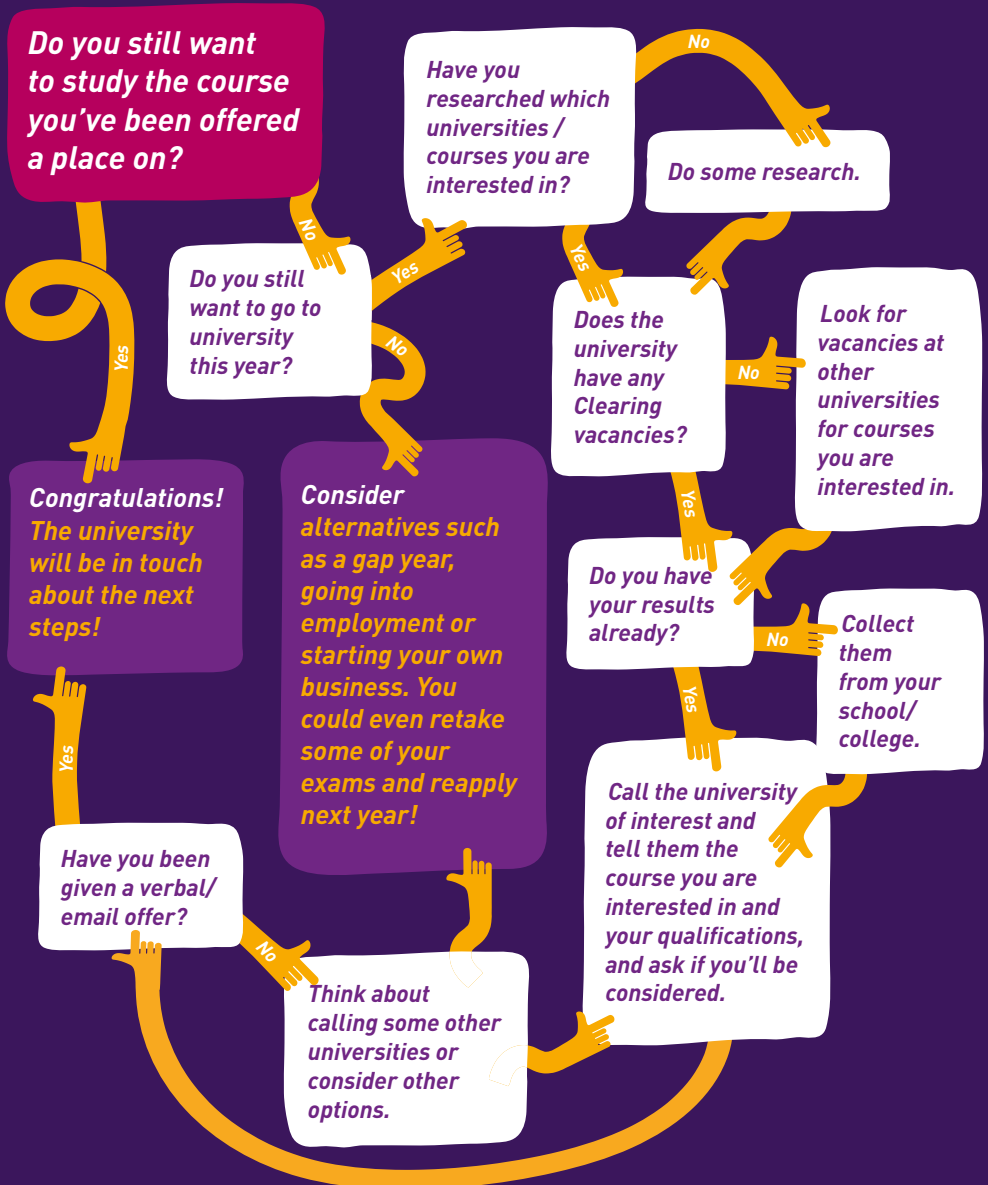 Do you still want
to study the course
you've been offered
a place on?
No
Yes
Do you still
want to go to
university
this year?
Yes
No
Have you
researched which
universities /
courses you are
interested in?
No
Yes
Do some research.
Does the
university
have any
Clearing
vacancies?
No
Yes
Look for
vacancies at
other
universities
for courses
you are
interested in.
Do you have
your results
already?
No
Yes
Collect
them
from your
school/
college.
Call the university
of interest and
tell them the
course you are
interested in and
your qualifications,
and ask if you'll be
considered.
Congratulations!
The university
will be in touch
about the next
steps!
Consider
alternatives such
as a gap year,
going into
employment or
starting your own
business. You
could even retake
some of your
exams and reapply
next year!
Yes
Have you been
given a verbal/
email offer?
No
Think about
calling some other
universities or
consider other
options.